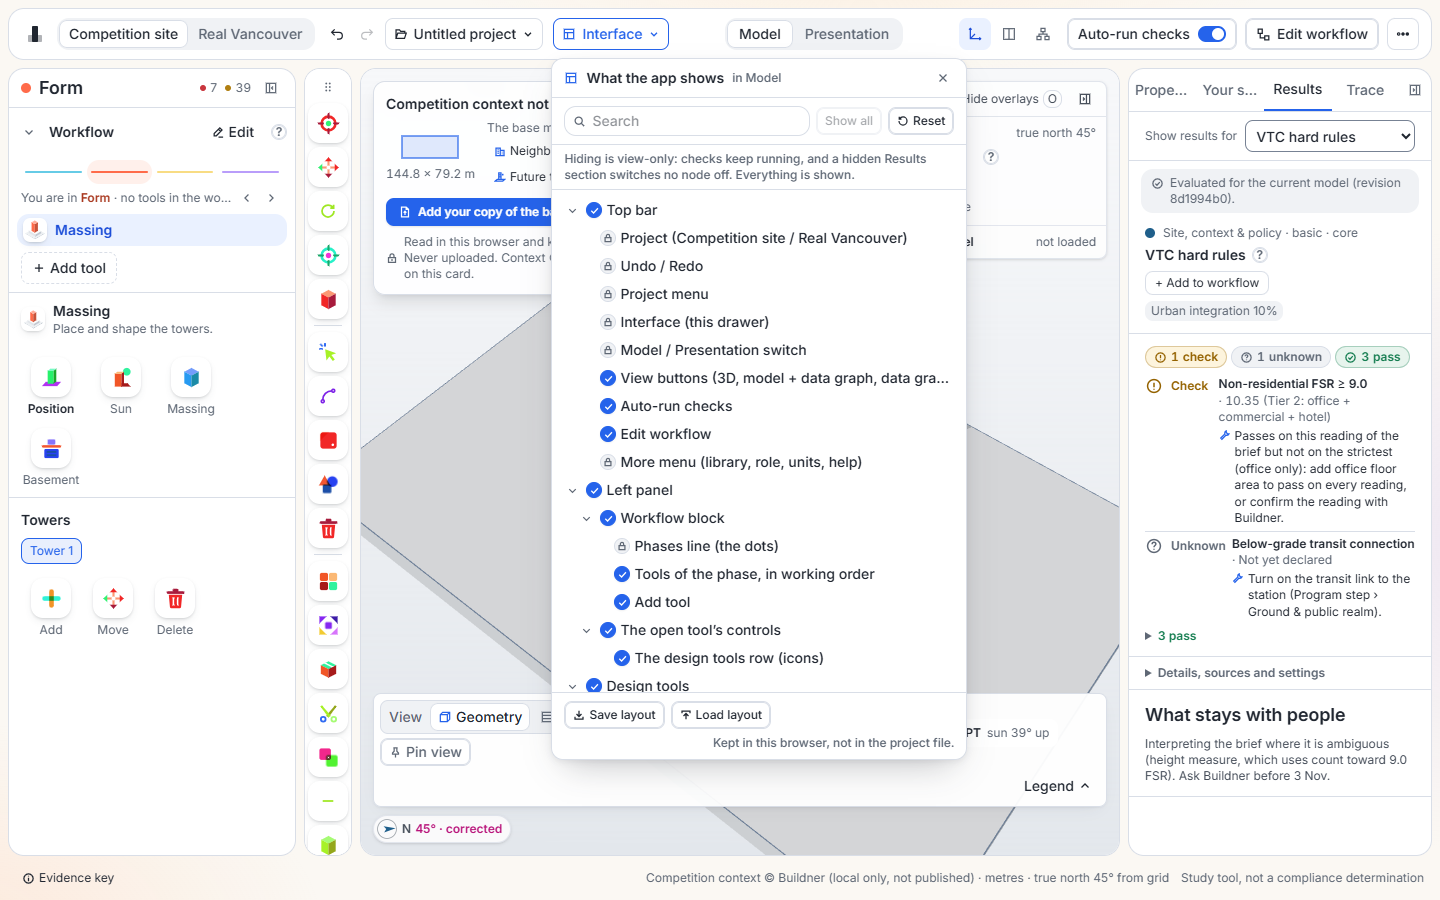 Competition site
Real Vancouver
Untitled project
Interface
Model
Presentation
Auto-run checks
Edit workflow
Form
7
39
Workflow
Edit
?
You are in Form · no tools in the wo...
Massing
+ Add tool
Massing
Place and shape the towers.
Position
Sun
Massing
Basement
Towers
Tower 1
Add
Move
Delete
Competition context not
The base m
Neighb
144.8 × 79.2 m
Future
Add your copy of the ba
Read in this browser and k
Never uploaded. Context
on this card.
What the app shows in Model
Search
Show all
Reset
Hiding is view-only: checks keep running, and a hidden Results
section switches no node off. Everything is shown.
Top bar
Project (Competition site / Real Vancouver)
Undo / Redo
Project menu
Interface (this drawer)
Model / Presentation switch
View buttons (3D, model + data graph, data gra...
Auto-run checks
Edit workflow
More menu (library, role, units, help)
Left panel
Workflow block
Phases line (the dots)
Tools of the phase, in working order
Add tool
The open tool's controls
The design tools row (icons)
Design tools
Save layout
Load layout
Kept in this browser, not in the project file.
Hide overlays O
true north 45°
?
e
el
not loaded
View
Geometry
Pin view
PT sun 39° up
Legend
N 45° · corrected
Prope...
Your s...
Results
Trace
Show results for
VTC hard rules
Evaluated for the current model (revision
8d1994b0).
Site, context & policy · basic · core
VTC hard rules ?
+ Add to workflow
Urban integration 10%
1 check
1 unknown
3 pass
Check
Non-residential FSR ≥ 9.0
· 10.35 (Tier 2: office +
commercial + hotel)
Passes on this reading of the
brief but not on the strictest
(office only): add office floor
area to pass on every reading,
or confirm the reading with
Buildner.
Unknown
Below-grade transit connection
· Not yet declared
Turn on the transit link to the
station (Program step ›
Ground & public realm).
3 pass
Details, sources and settings
What stays with people
Interpreting the brief where it is ambiguous
(height measure, which uses count toward 9.0
FSR). Ask Buildner before 3 Nov.
Evidence key
Competition context © Buildner (local only, not published) · metres · true north 45° from grid
Study tool, not a compliance determination